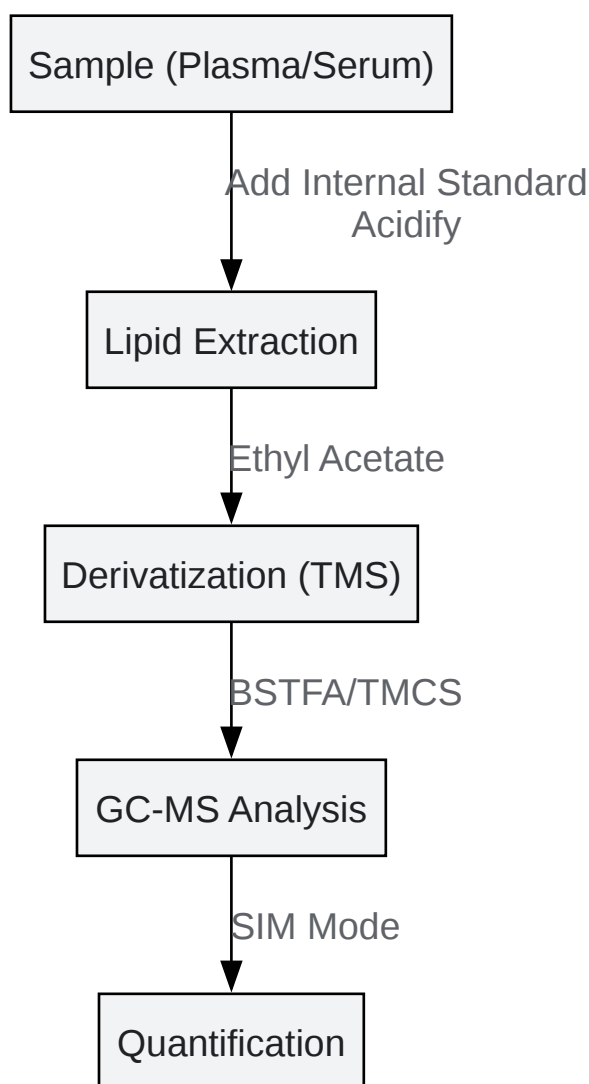 Sample (Plasma/Serum)
Add Internal Standard
Acidify
Lipid Extraction
Ethyl Acetate
Derivatization (TMS)
BSTFA/TMCS
GC-MS Analysis
SIM Mode
Quantification